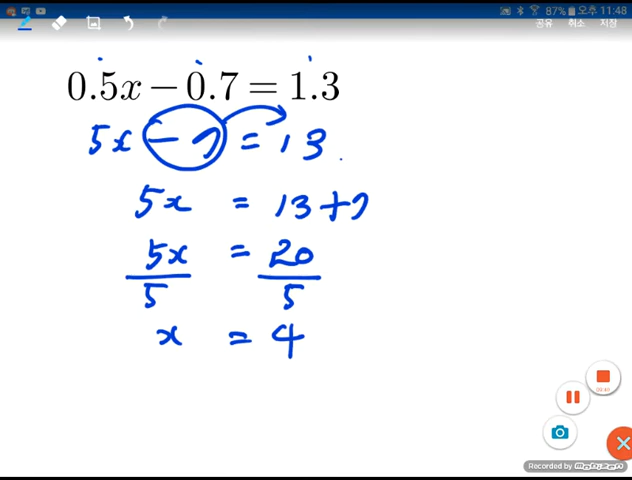 87% 오후 11:48
공유 취소 저장
0.5x − 0.7 = 1.3
5x − 7 = 13
5x = 13+7
5x = 20
5 5
x = 4
Recorded by Mobizen